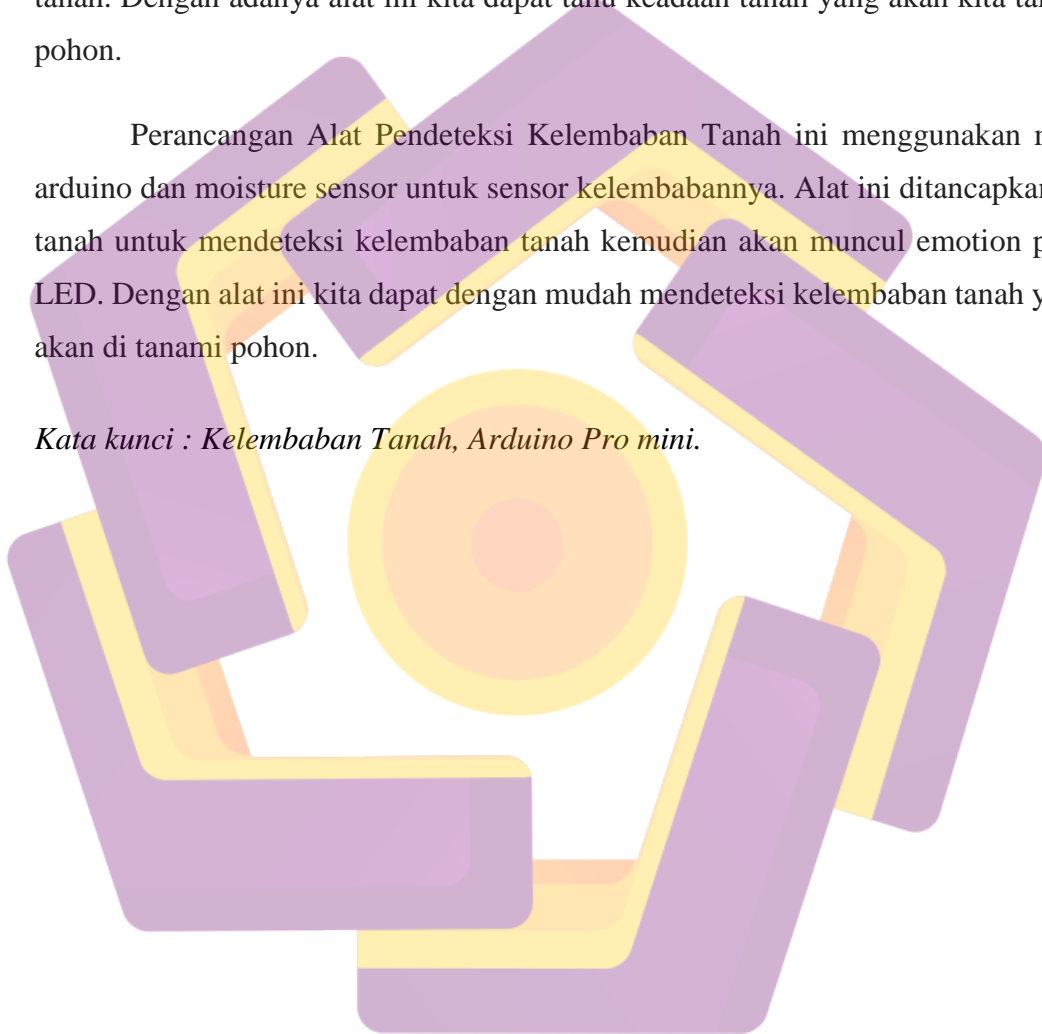 tanah. Dengan adanya alat ini kita dapat tahu keadaan tanah yang akan kita
pohon.
Perancangan Alat Pendeteksi Kelembaban Tanah ini menggunakan
arduino dan moisture sensor untuk sensor kelembabannya. Alat ini ditancapkan
tanah untuk mendeteksi kelembaban tanah kemudian akan muncul emotion
LED. Dengan alat ini kita dapat dengan mudah mendeteksi kelembaban tanah
akan di tanami pohon.
Kata kunci : Kelembaban Tanah, Arduino Pro mini.